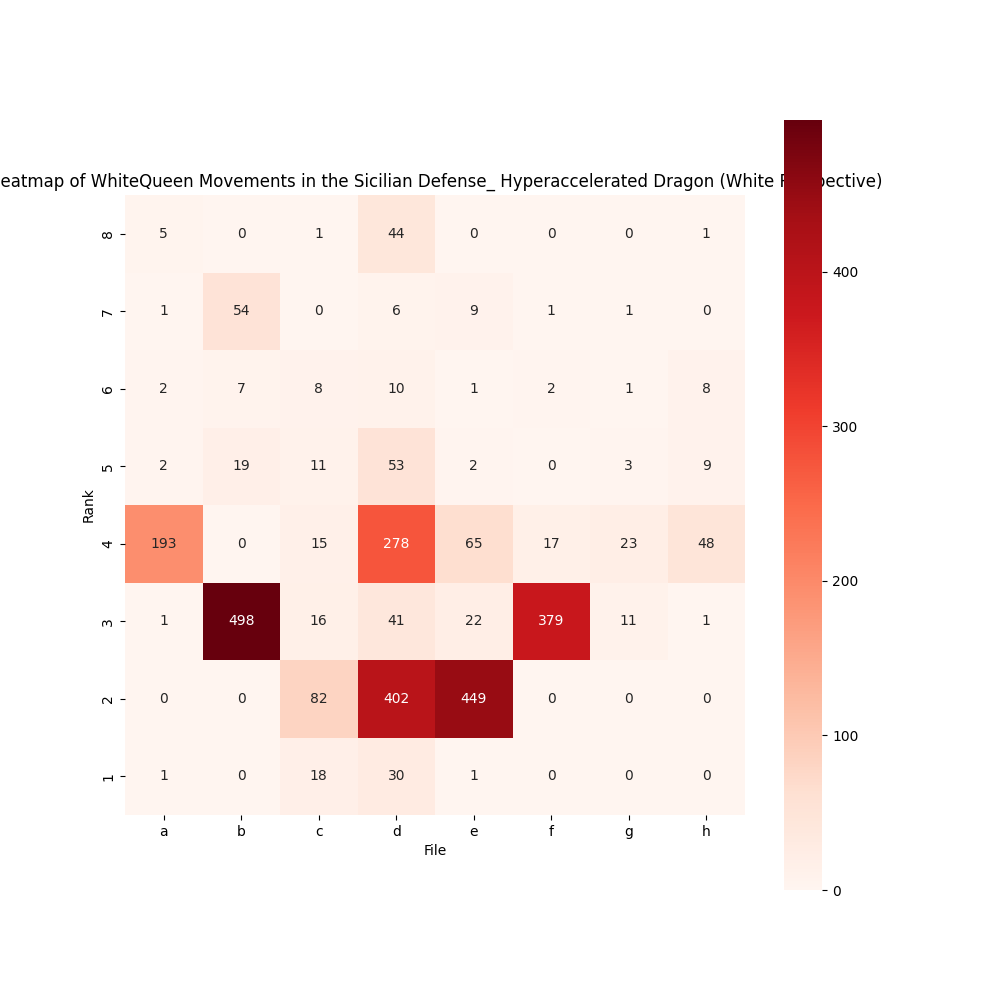 eatmap of WhiteQueen Movements in the Sicilian Defense_ Hyperaccelerated Dragon (White pective)
8 5 0 1 44 0 0 0 1
7 1 54 0 6 9 1 1 0
6 2 7 8 10 1 2 1 8
5 2 19 11 53 2 0 3 9
4 193 0 15 278 65 17 23 48
3 1 498 16 41 22 379 11 1
2 0 0 82 402 449 0 0 0
1 1 0 18 30 1 0 0 0
a b c d e f g h
File
Rank
400
300
200
100
0